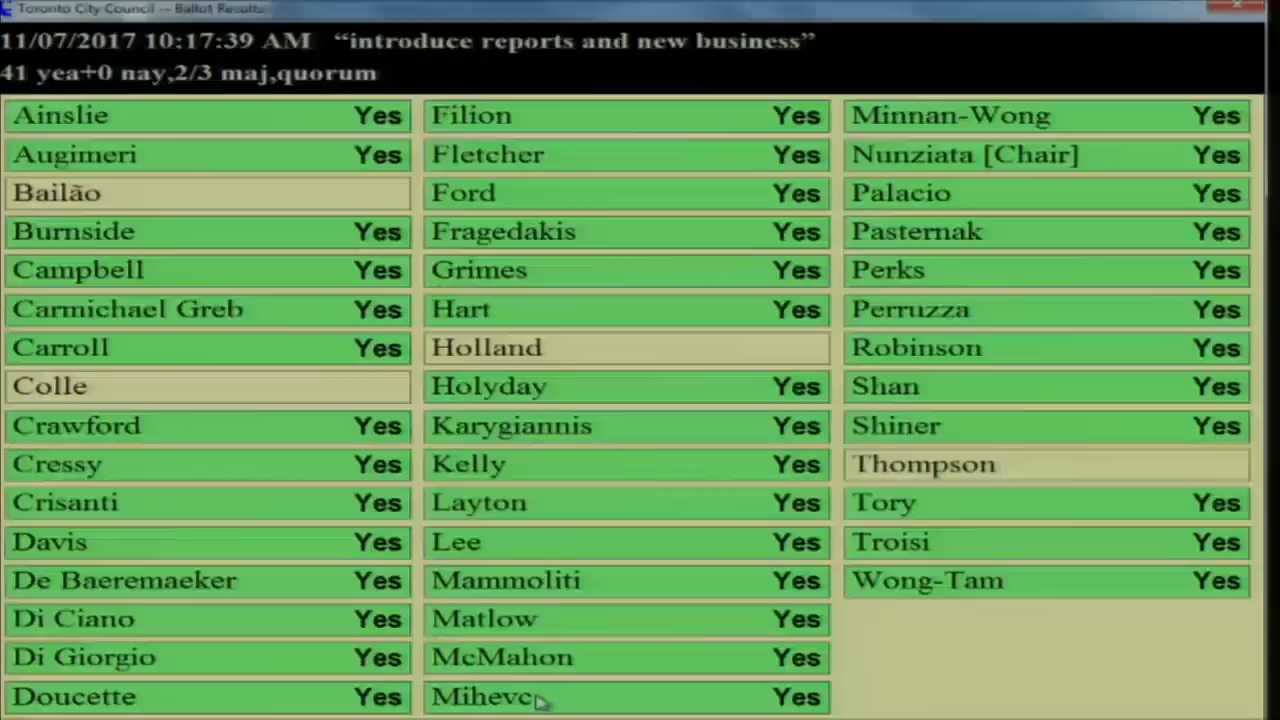 Toronto City Council -- Ballot Results
11/07/2017 10:17:39 AM “introduce reports and new business”
41 yea+0 nay,2/3 maj,quorum
Ainslie Yes
Augimeri Yes
Bailão
Burnside Yes
Campbell Yes
Carmichael Greb Yes
Carroll Yes
Colle
Crawford Yes
Cressy Yes
Crisanti Yes
Davis Yes
De Baeremaeker Yes
Di Ciano Yes
Di Giorgio Yes
Doucette Yes
Filion Yes
Fletcher Yes
Ford Yes
Fragedakis Yes
Grimes Yes
Hart Yes
Holland
Holyday Yes
Karygiannis Yes
Kelly Yes
Layton Yes
Lee Yes
Mammoliti Yes
Matlow Yes
McMahon Yes
Mihevc Yes
Minnan-Wong Yes
Nunziata [Chair] Yes
Palacio Yes
Pasternak Yes
Perks Yes
Perruzza Yes
Robinson Yes
Shan Yes
Shiner Yes
Thompson
Tory Yes
Troisi Yes
Wong-Tam Yes